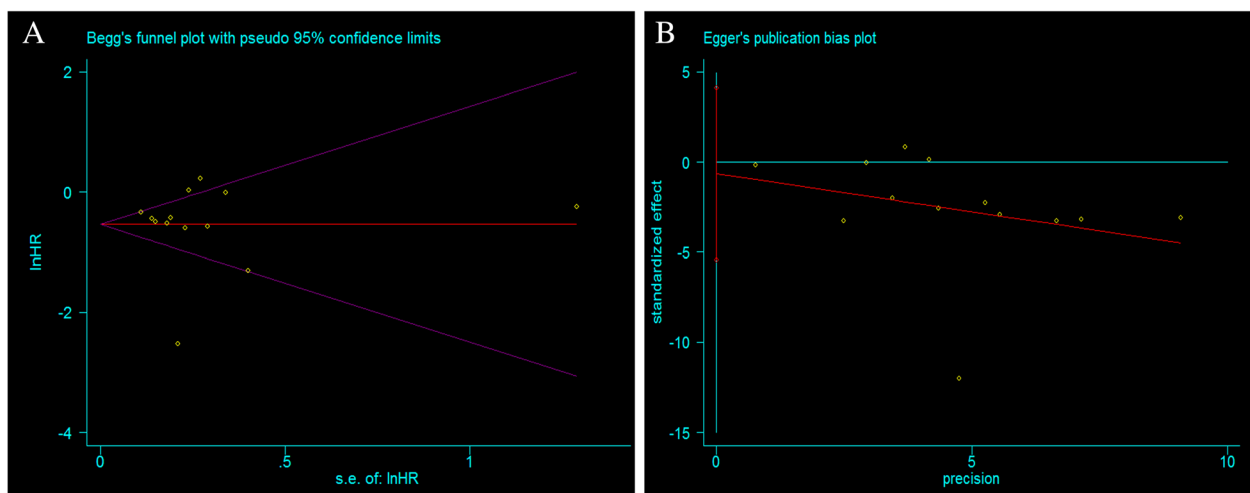 A
Begg's funnel plot with pseudo 95% confidence limits
lnHR
2
0
-2
-4
0
.5
1
s.e. of: lnHR
B
Egger's publication bias plot
standardized effect
5
0
-5
-10
-15
0
5
10
precision